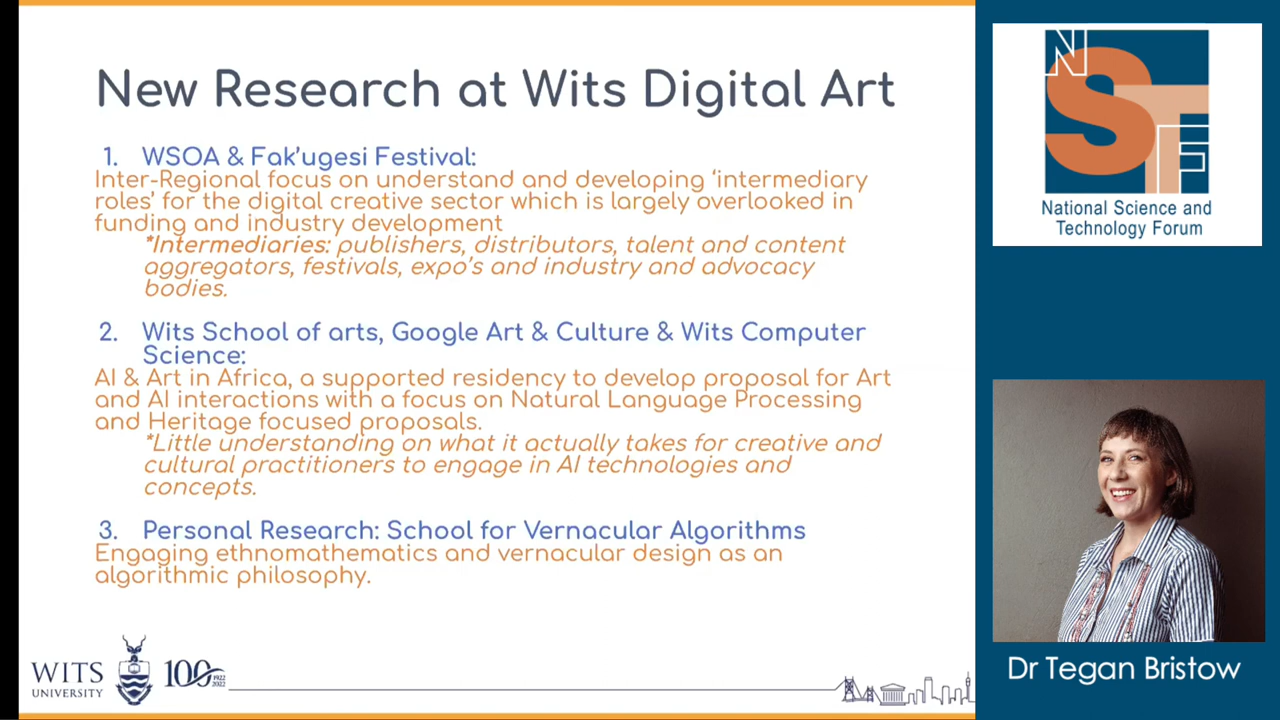 New Research at Wits Digital Art
1. WSOA & Fak'ugesi Festival:
Inter-Regional focus on understand and developing 'intermediary
roles' for the digital creative sector which is largely overlooked in
funding and industry development
*Intermediaries: publishers, distributors, talent and content
aggregators, festivals, expo's and industry and advocacy
bodies.
2. Wits School of arts, Google Art & Culture & Wits Computer
Science:
AI & Art in Africa, a supported residency to develop proposal for Art
and AI interactions with a focus on Natural Language Processing
and Heritage focused proposals.
*Little understanding on what it actually takes for creative and
cultural practitioners to engage in AI technologies and
concepts.
3. Personal Research: School for Vernacular Algorithms
Engaging ethnomathematics and vernacular design as an
algorithmic philosophy.
WITS
UNIVERSITY
100
1922
2022
NSTF
National Science and
Technology Forum
Dr Tegan Bristow